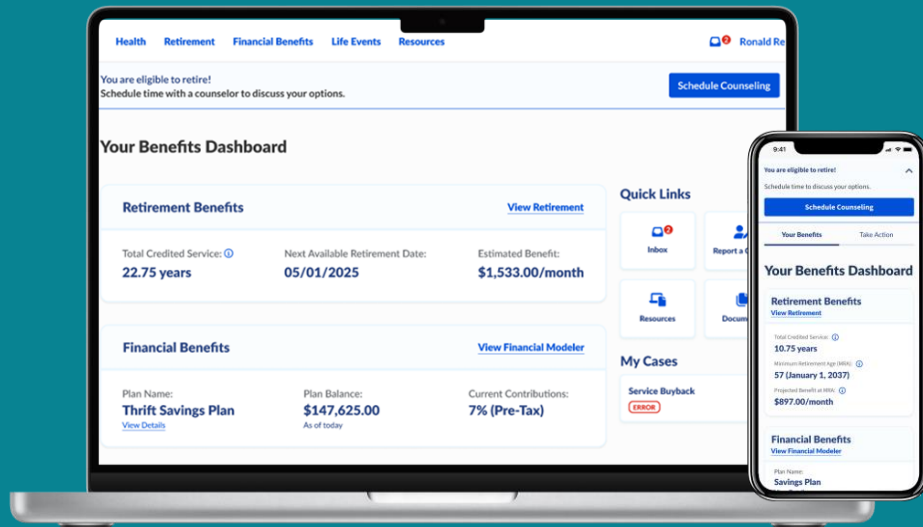 Health Retirement Financial Benefits Life Events Resources 2 Ronald
You are eligible to retire!
Schedule time with a counselor to discuss your options.
Schedule Counseling
Your Benefits Dashboard
Retirement Benefits
View Retirement
Total Credited Service: Next Available Retirement Date: Estimated Benefit:
22.75 years 05/01/2025 $1,533.00/month
Financial Benefits
View Financial Modeler
Plan Name: Plan Balance: Current Contributions:
Thrift Savings Plan $147,625.00 7% (Pre-Tax)
View Details As of today
Quick Links
2
Inbox Report a
Resources
My Cases
Service Buyback
ERROR
9:41
You are eligible to retire!
Schedule time to discuss your options.
Schedule Counseling
Your Benefits Take Action
Your Benefits Dashboard
Retirement Benefits
View Retirement
Total Credited Service:
10.75 years
Minimum Retirement Age (MRA):
57 (January 1, 2037)
Projected Benefit at MRA:
$897.00/month
Financial Benefits
View Financial Modeler
Plan Name:
Savings Plan